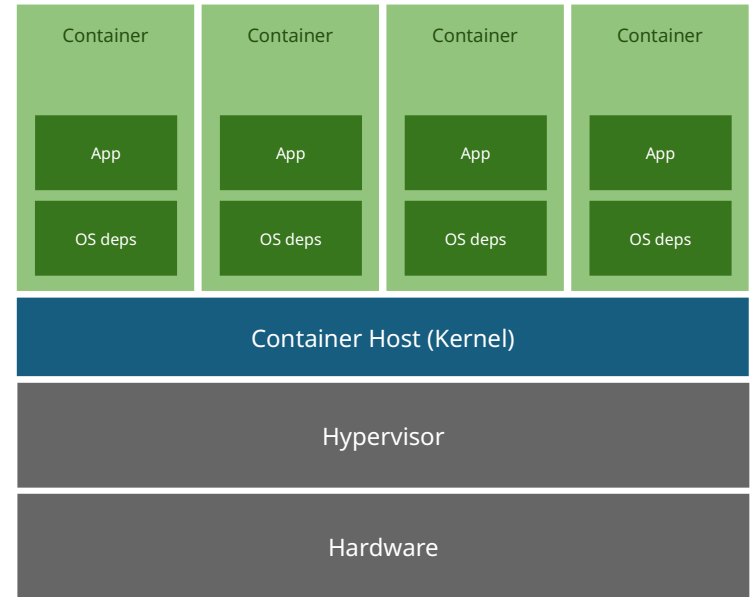 Container
Container
Container
Container
App
App
App
App
OS deps
OS deps
OS deps
OS deps
Container Host (Kernel)
Hypervisor
Hardware